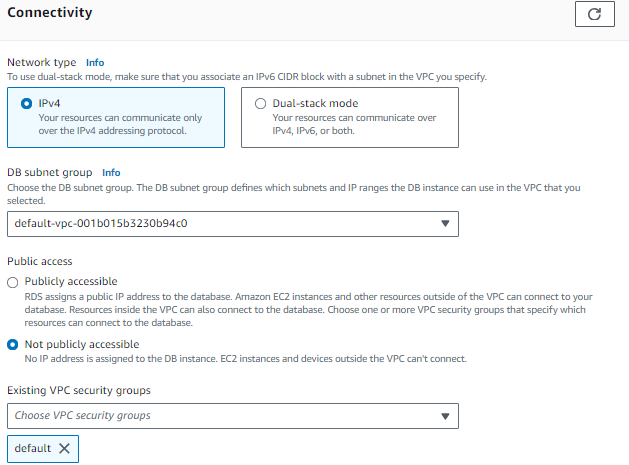 Connectivity
Network type Info
To use dual-stack mode, make sure that you associate an IPv6 CIDR block with a subnet in the VPC you specify.
IPv4
Your resources can communicate only
over the IPv4 addressing protocol.
Dual-stack mode
Your resources can communicate over
IPv4, IPv6, or both.
DB subnet group Info
Choose the DB subnet group. The DB subnet group defines which subnets and IP ranges the DB instance can use in the VPC that you
selected.
default-vpc-001b015b3230b94c0
Public access
Publicly accessible
RDS assigns a public IP address to the database. Amazon EC2 instances and other resources outside of the VPC can connect to your
database. Resources inside the VPC can also connect to the database. Choose one or more VPC security groups that specify which
resources can connect to the database.
Not publicly accessible
No IP address is assigned to the DB instance. EC2 instances and devices outside the VPC can't connect.
Existing VPC security groups
Choose VPC security groups
default